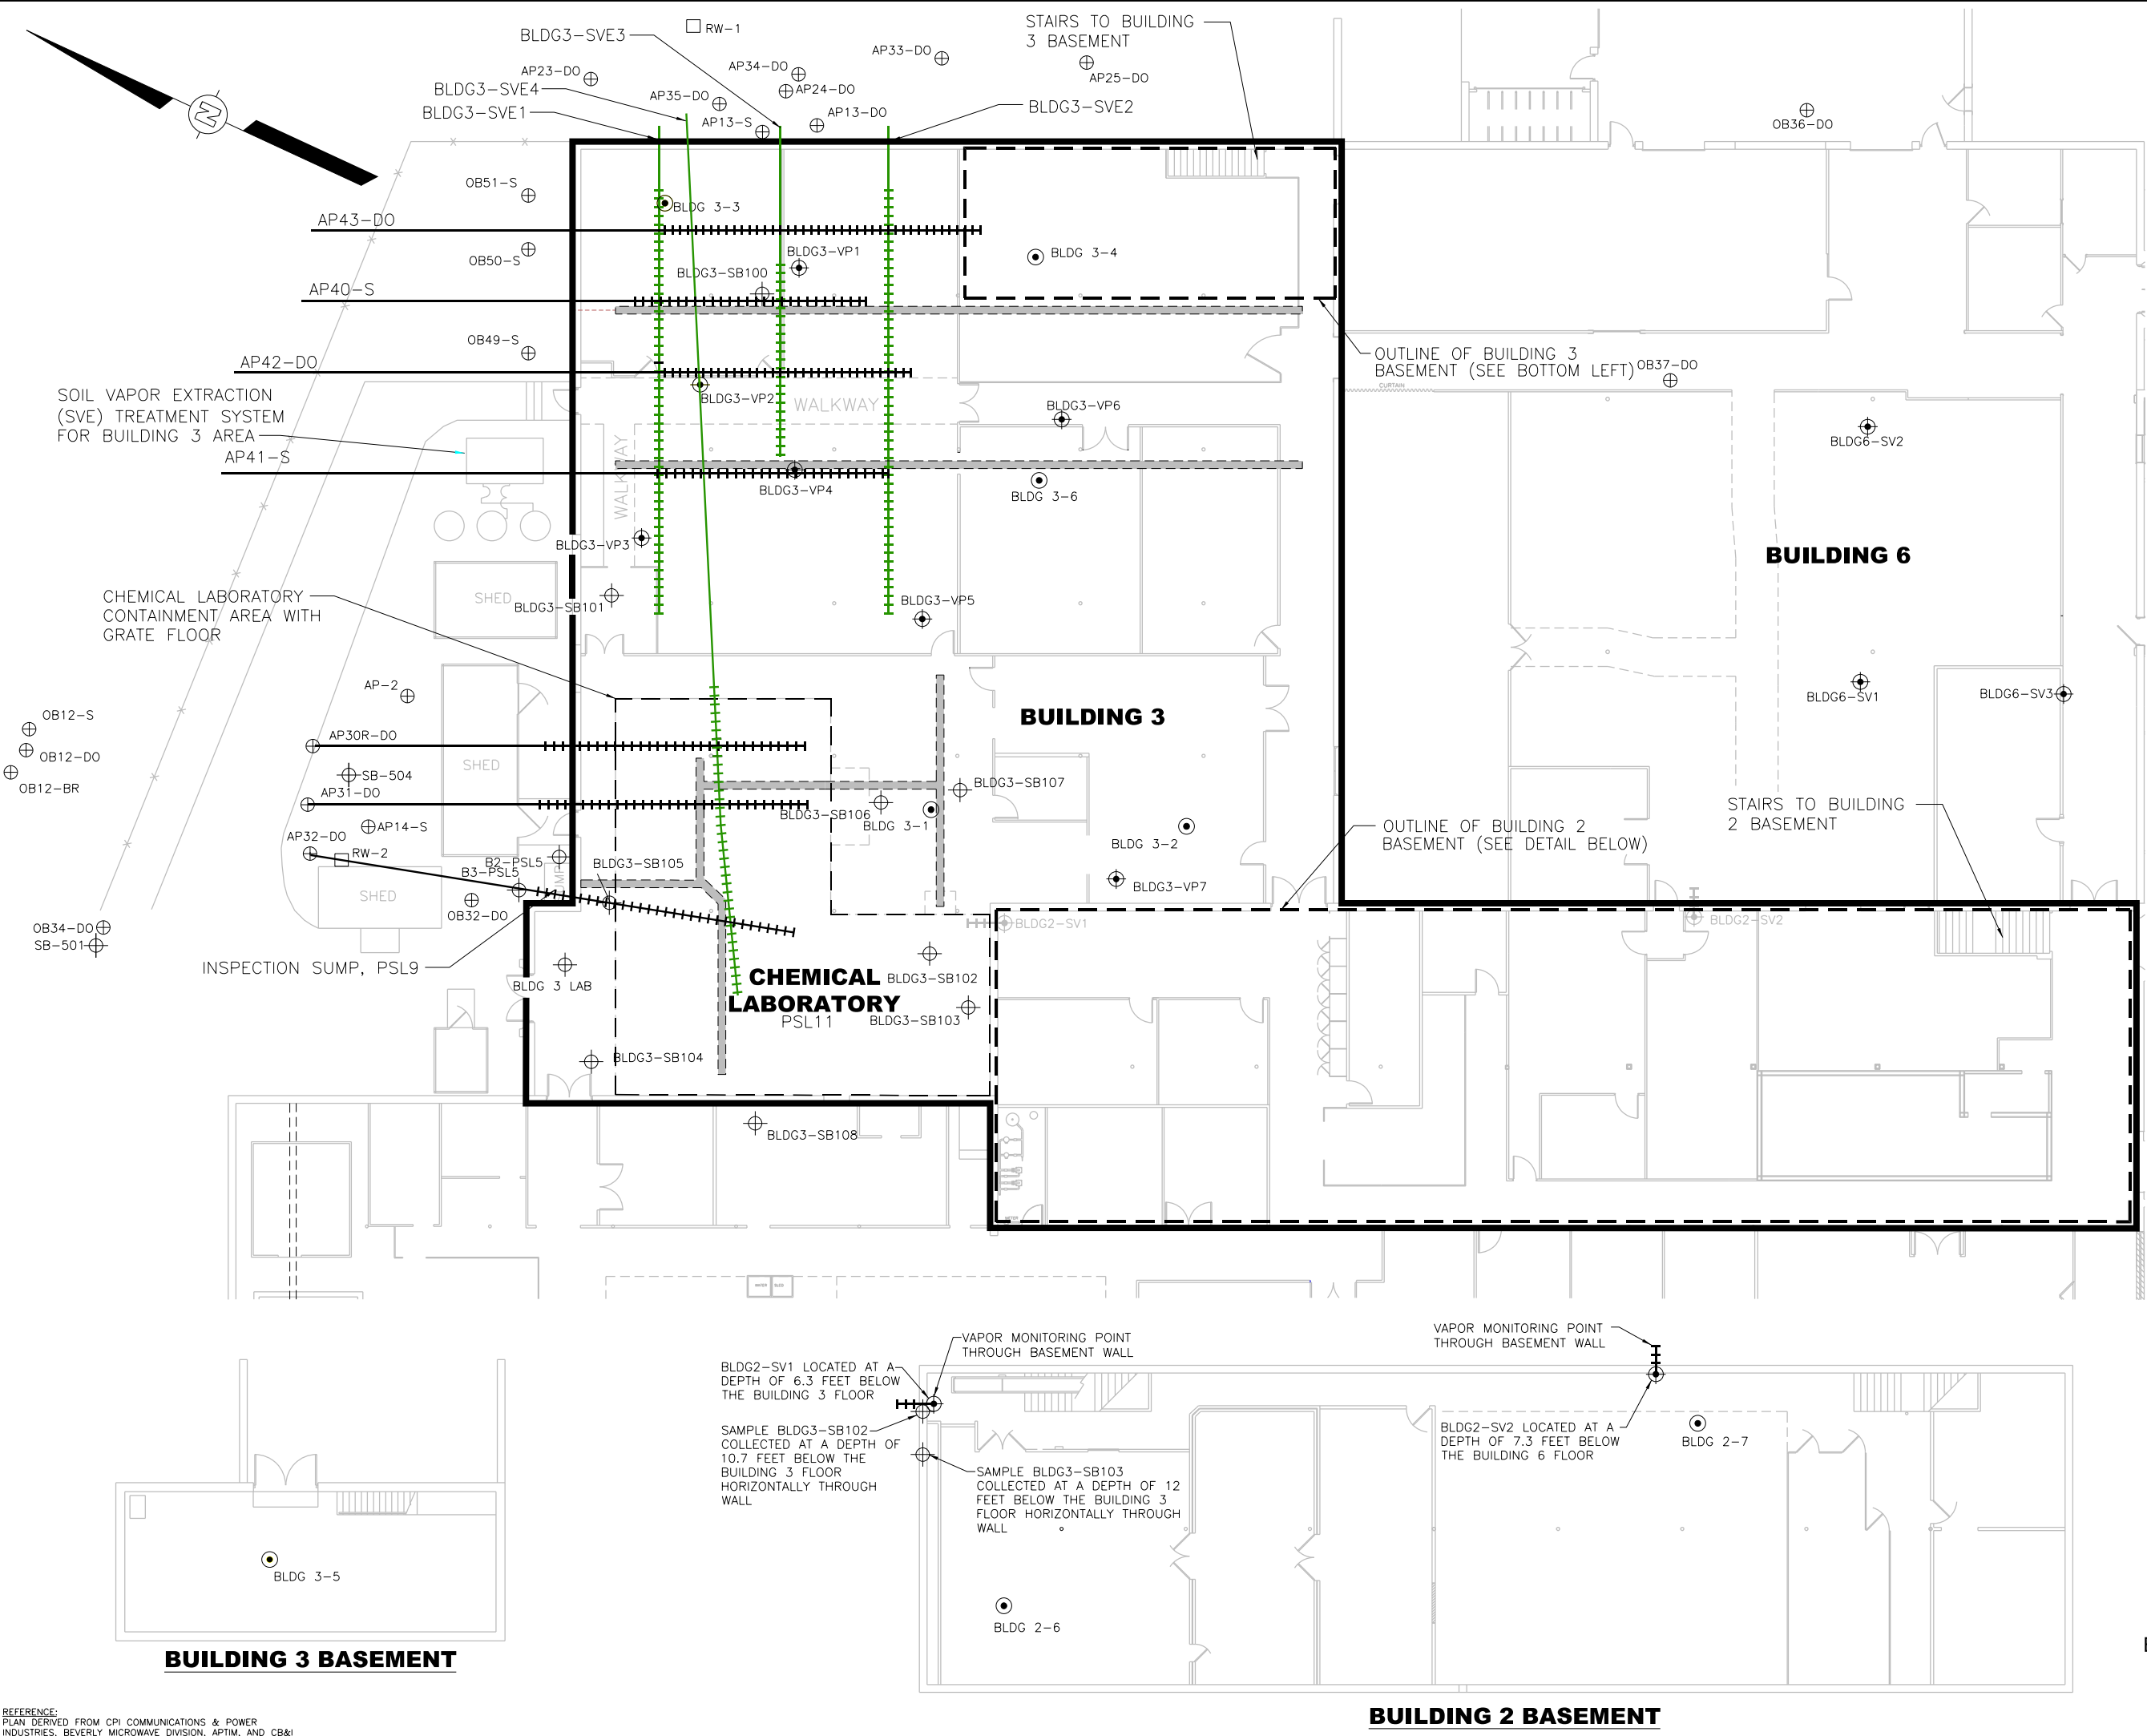 STAIRS TO BUILDING
3 BASEMENT
BLDG3-SVE3
RW-1
AP33-DO
AP34-DO
AP23-DO
AP25-DO
BLDG3-SVE4
AP24-DO
AP35-DO
BLDG3-SVE2
BLDG3-SVE1
AP13-DO
AP13-S
OB36-DO
N
OB51-S
BLDG 3-3
AP43-DO
BLDG3-VP1
BLDG 3-4
OB50-S
BLDG3-SB100
AP40-S
OB49-S
OUTLINE OF BUILDING 3
BASEMENT (SEE BOTTOM LEFT)
OB37-DO
AP42-DO
CURTAIN
SOIL VAPOR EXTRACTION
(SVE) TREATMENT SYSTEM
FOR BUILDING 3 AREA
BLDG3-VP2
WALKWAY
BLDG3-VP6
BLDG6-SV2
WALKWAY
AP41-S
BLDG3-VP4
BLDG 3-6
BLDG3-VP3
BUILDING 6
CHEMICAL LABORATORY
CONTAINMENT AREA WITH
GRATE FLOOR
SHED
BLDG3-SB101
BLDG3-VP5
AP-2
BLDG6-SV1
BLDG6-SV3
OB12-S
BUILDING 3
AP30R-DO
OB12-DO
SHED
SB-504
OB12-BR
BLDG3-SB107
AP31-DO
STAIRS TO BUILDING
2 BASEMENT
BLDG3-SB106
BLDG 3-1
AP14-S
AP32-DO
OUTLINE OF BUILDING 2
BASEMENT (SEE DETAIL BELOW)
BLDG 3-2
RW-2
B2-PSL5
BLDG3-SB105
B3-PSL5
BLDG3-VP7
SHED
OB32-DO
BLDG2-SV1
BLDG2-SV2
OB34-DO
SB-501
INSPECTION SUMP, PSL9
CHEMICAL
LABORATORY
PSL11
BLDG3-SB102
BLDG 3 LAB
BLDG3-SB103
BLDG3-SB104
BLDG3-SB108
METER
WATER
VAPOR MONITORING POINT
THROUGH BASEMENT WALL
VAPOR MONITORING POINT
THROUGH BASEMENT WALL
BLDG2-SV1 LOCATED AT A
DEPTH OF 6.3 FEET BELOW
THE BUILDING 3 FLOOR
SAMPLE BLDG3-SB102
COLLECTED AT A DEPTH OF
10.7 FEET BELOW THE
BUILDING 3 FLOOR
HORIZONTALLY THROUGH
WALL
SAMPLE BLDG3-SB103
COLLECTED AT A DEPTH OF 12
FEET BELOW THE BUILDING 3
FLOOR HORIZONTALLY THROUGH
WALL
BLDG2-SV2 LOCATED AT A
DEPTH OF 7.3 FEET BELOW
THE BUILDING 6 FLOOR
BLDG 2-7
BLDG 3-5
BLDG 2-6
BUILDING 3 BASEMENT
BUILDING 2 BASEMENT
REFERENCE:
PLAN DERIVED FROM CPI COMMUNICATIONS & POWER
INDUSTRIES, BEVERLY MICROWAVE DIVISION, APTIM, AND CB&I